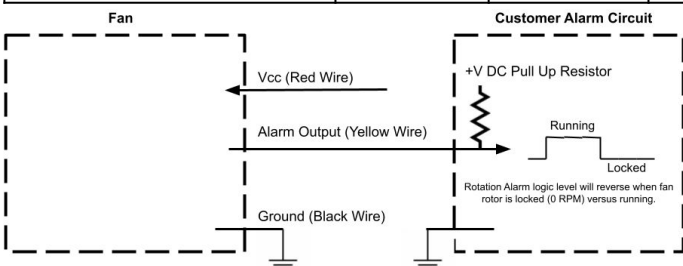 Fan
Customer Alarm Circuit
Vcc (Red Wire)
+V DC Pull Up Resistor
Alarm Output (Yellow Wire)
Running
Locked
Rotation Alarm logic level will reverse when fan
rotor is locked (0 RPM) versus running.
Ground (Black Wire)